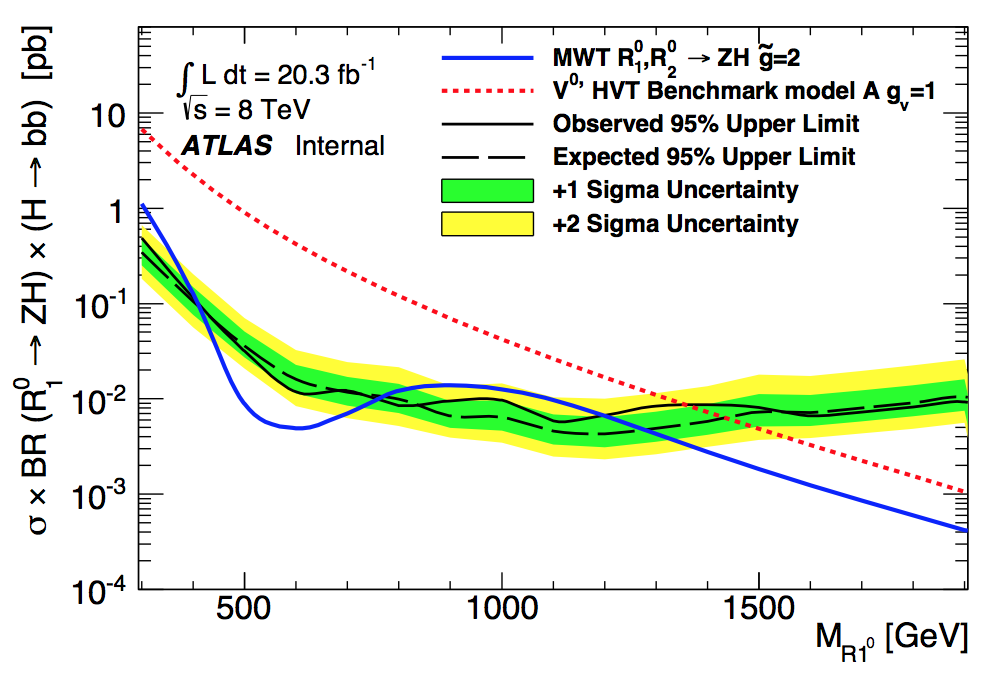 σ × BR (R₁⁰ → ZH) × (H → bb) [pb]
∫ L dt = 20.3 fb⁻¹
√s = 8 TeV
ATLAS Internal
MWT R₁⁰,R₂⁰ → ZH g̃=2
V⁰, HVT Benchmark model A gᵥ=1
Observed 95% Upper Limit
Expected 95% Upper Limit
+1 Sigma Uncertainty
+2 Sigma Uncertainty
10
1
10⁻¹
10⁻²
10⁻³
10⁻⁴
500 1000 1500
M_R1⁰ [GeV]